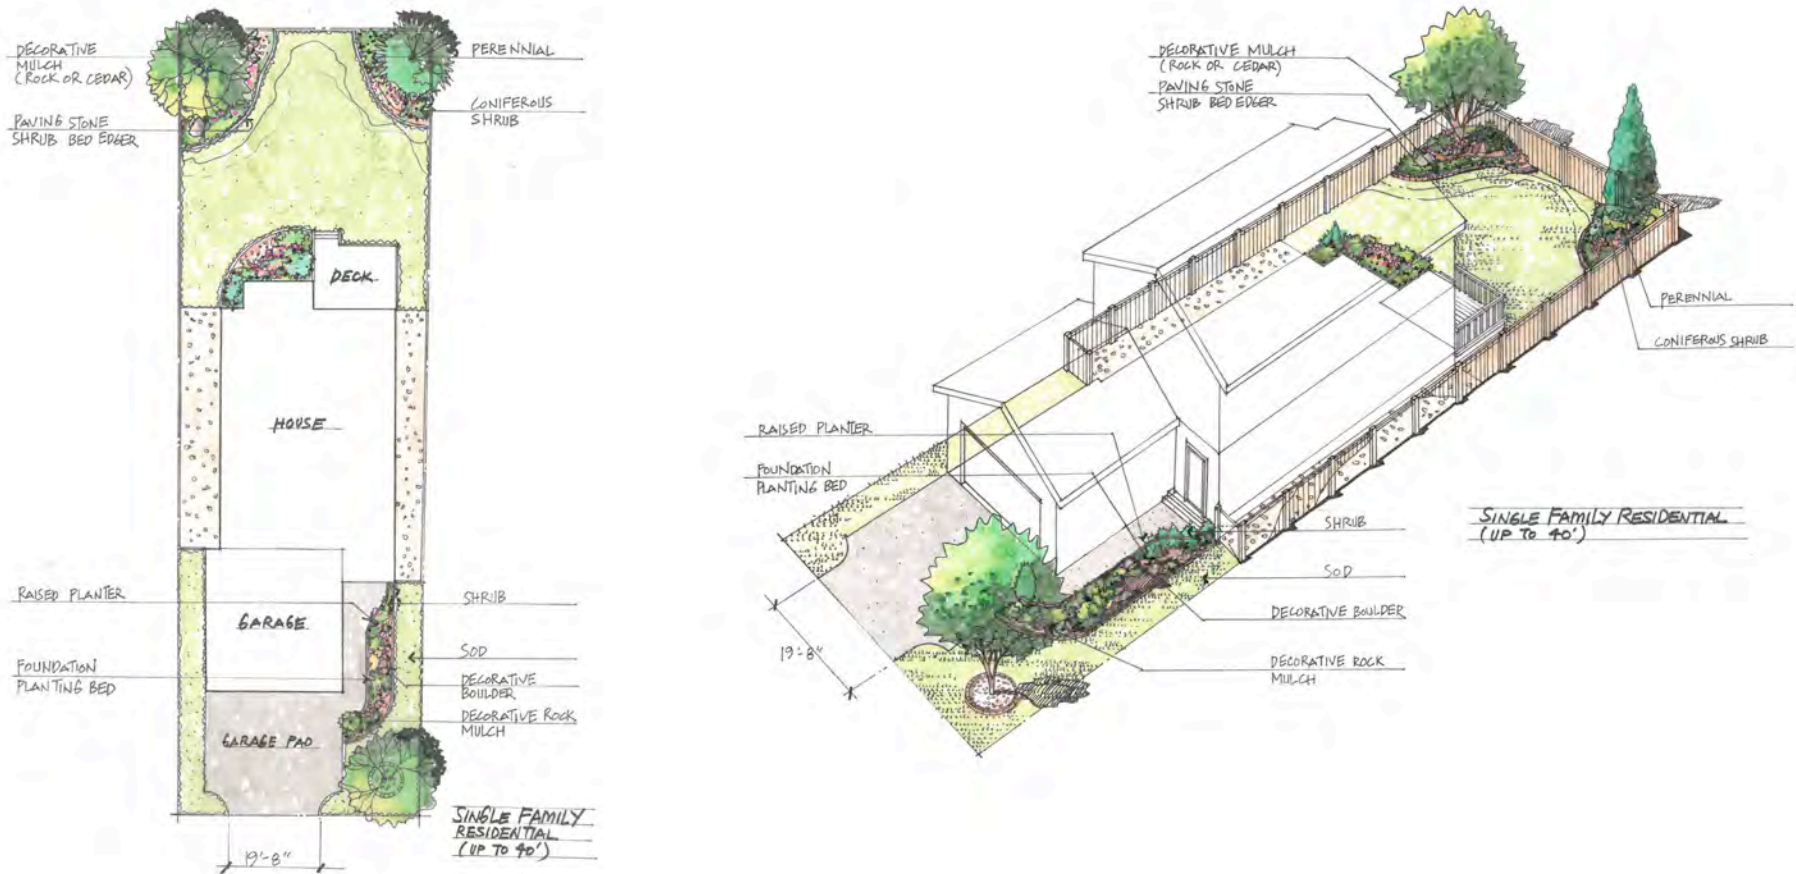 DECORATIVE
MULCH
(ROCK OR CEDAR)
PAVING STONE
SHRUB BED EDGER
PERENNIAL
CONIFEROUS
SHRUB
DECK
HOUSE
RAISED PLANTER
GARAGE
FOUNDATION
PLANTING BED
GARAGE PAD
SHRUB
SOD
DECORATIVE
BOULDER
DECORATIVE ROCK
MULCH
SINGLE FAMILY
RESIDENTIAL
(UP TO 40')
19'-8"
DECORATIVE MULCH
(ROCK OR CEDAR)
PAVING STONE
SHRUB BED EDGER
PERENNIAL
CONIFEROUS SHRUB
RAISED PLANTER
FOUNDATION
PLANTING BED
SINGLE FAMILY RESIDENTIAL
(UP TO 40')
SHRUB
SOD
DECORATIVE BOULDER
DECORATIVE ROCK
MULCH
19'-8"